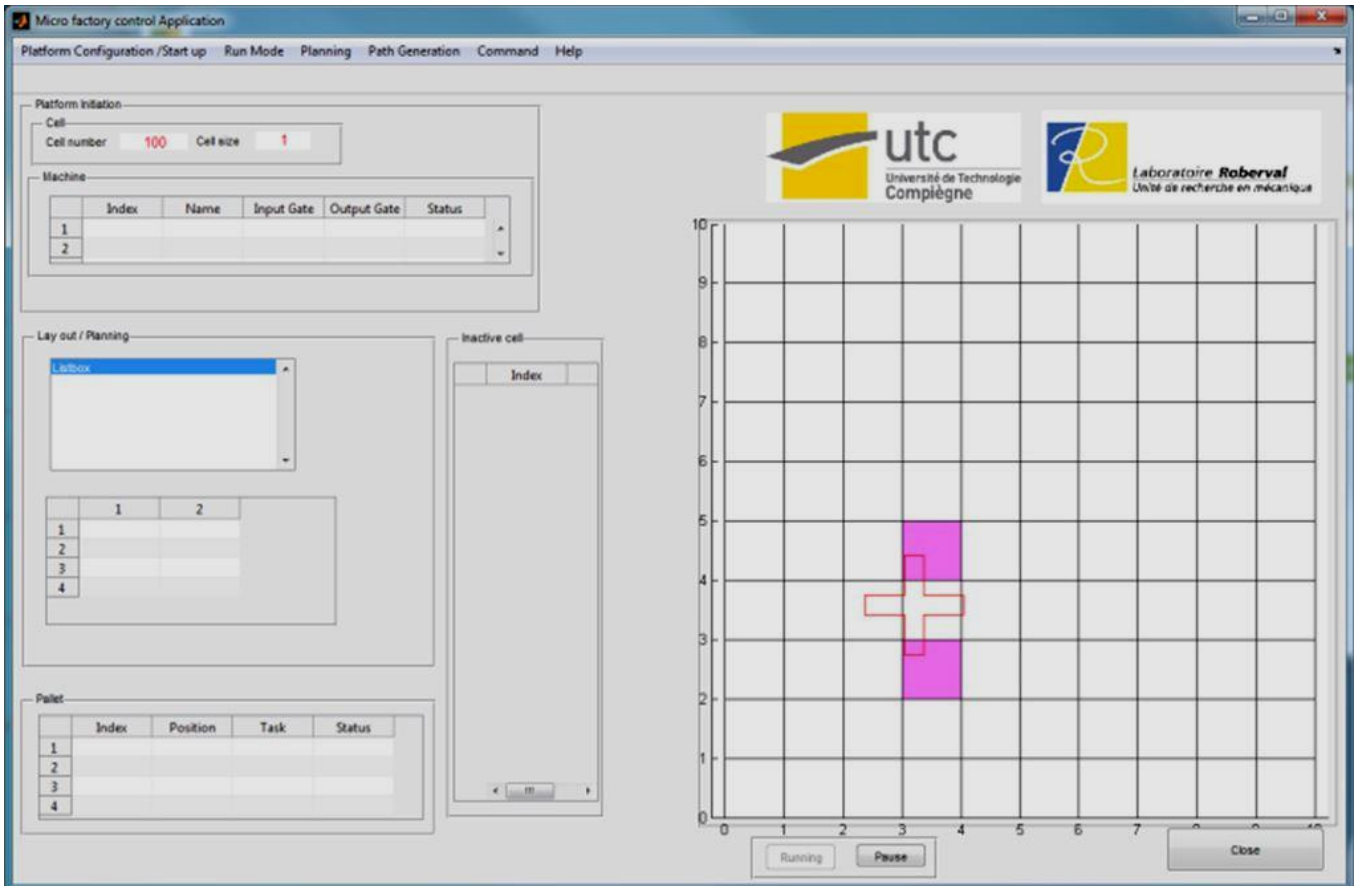 Micro factory control Application
Platform Configuration /Start up Run Mode Planning Path Generation Command Help
Platform Initiation
Cell
Cell number 100 Cell size 1
Machine
Index Name Input Gate Output Gate Status
1
2
utc
Université de Technologie
Compiègne
R
Laboratoire Roberval
Unité de recherche en mécanique
Lay out / Planning
Listbox
1 2
1
2
3
4
Inactive cell
Index
Pallet
Index Position Task Status
1
2
3
4
10
9
8
7
6
5
4
3
2
1
0
0 1 2 3 4 5 6 7
Running Pause Close